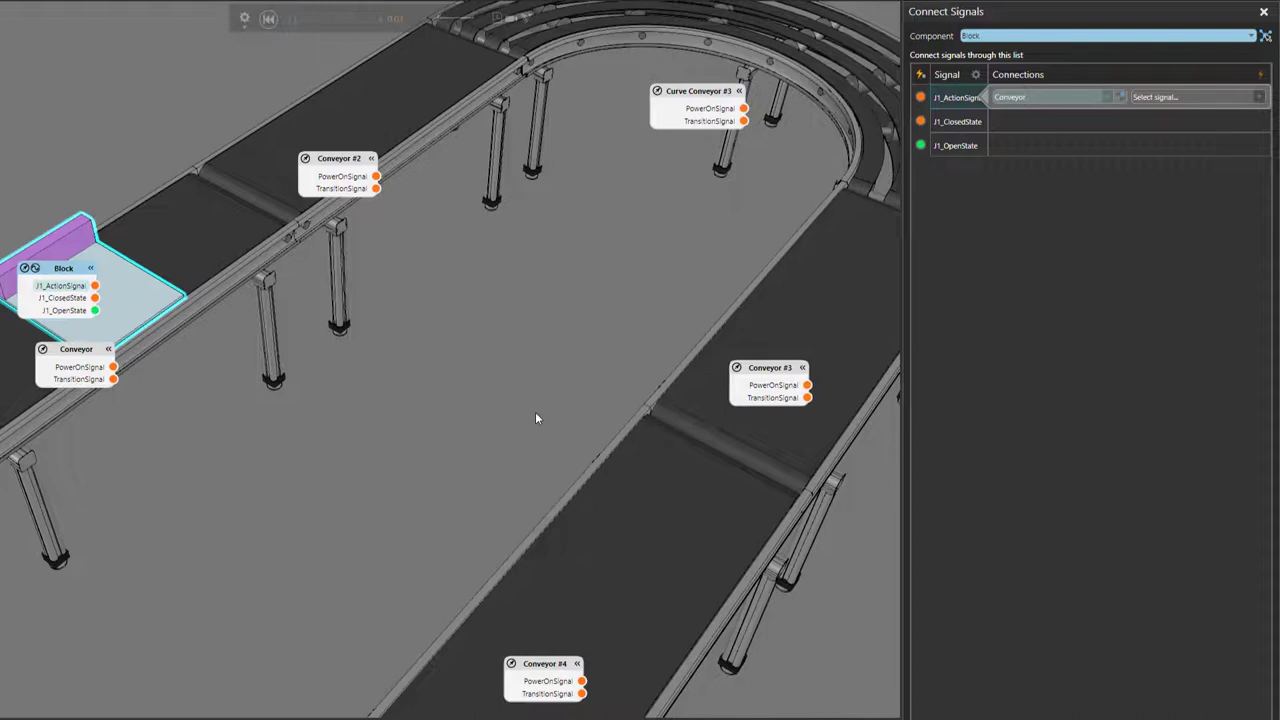 Connect Signals
Component Block
Connect signals through this list
Signal Connections
J1_ActionSign Conveyor Select signal...
J1_ClosedState
J1_OpenState
Curve Conveyor #3
PowerOnSignal
TransitionSignal
Conveyor #2
PowerOnSignal
TransitionSignal
Block
J1_ActionSignal
J1_ClosedState
J1_OpenState
Conveyor
PowerOnSignal
TransitionSignal
Conveyor #3
PowerOnSignal
TransitionSignal
Conveyor #4
PowerOnSignal
TransitionSignal